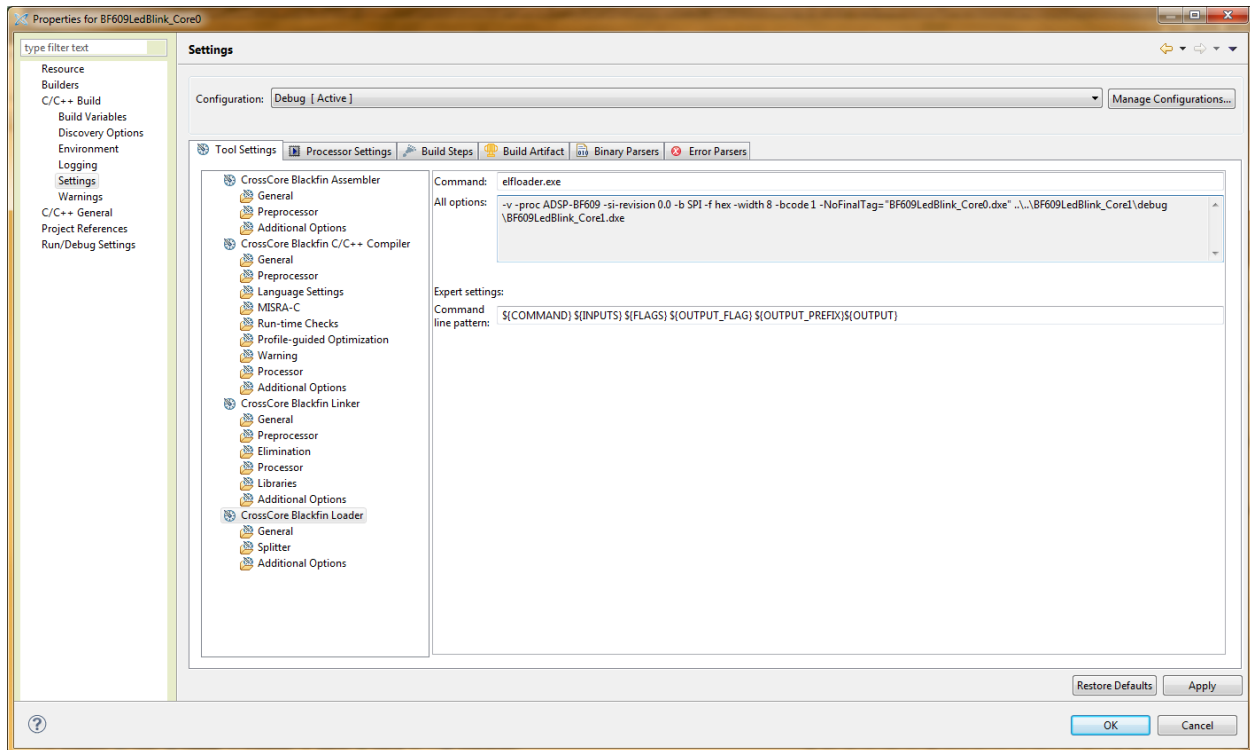 Properties for BF609LedBlink_Core0
type filter text
Resource
Builders
C/C++ Build
Build Variables
Discovery Options
Environment
Logging
Settings
Warnings
C/C++ General
Project References
Run/Debug Settings
Settings
Configuration:
Debug [ Active ]
Manage Configurations...
Tool Settings
Processor Settings
Build Steps
Build Artifact
Binary Parsers
Error Parsers
CrossCore Blackfin Assembler
General
Preprocessor
Additional Options
CrossCore Blackfin C/C++ Compiler
General
Preprocessor
Language Settings
MISRA-C
Run-time Checks
Profile-guided Optimization
Warning
Processor
Additional Options
CrossCore Blackfin Linker
General
Preprocessor
Elimination
Processor
Libraries
Additional Options
CrossCore Blackfin Loader
General
Splitter
Additional Options
Command:
elfloader.exe
All options:
-v -proc ADSP-BF609 -si-revision 0.0 -b SPI -f hex -width 8 -bcode 1 -NoFinalTag="BF609LedBlink_Core0.dxe" ..\..\BF609LedBlink_Core1\debug
\BF609LedBlink_Core1.dxe
Expert settings:
Command
line pattern:
${COMMAND} ${INPUTS} ${FLAGS} ${OUTPUT_FLAG} ${OUTPUT_PREFIX}${OUTPUT}
Restore Defaults
Apply
OK
Cancel